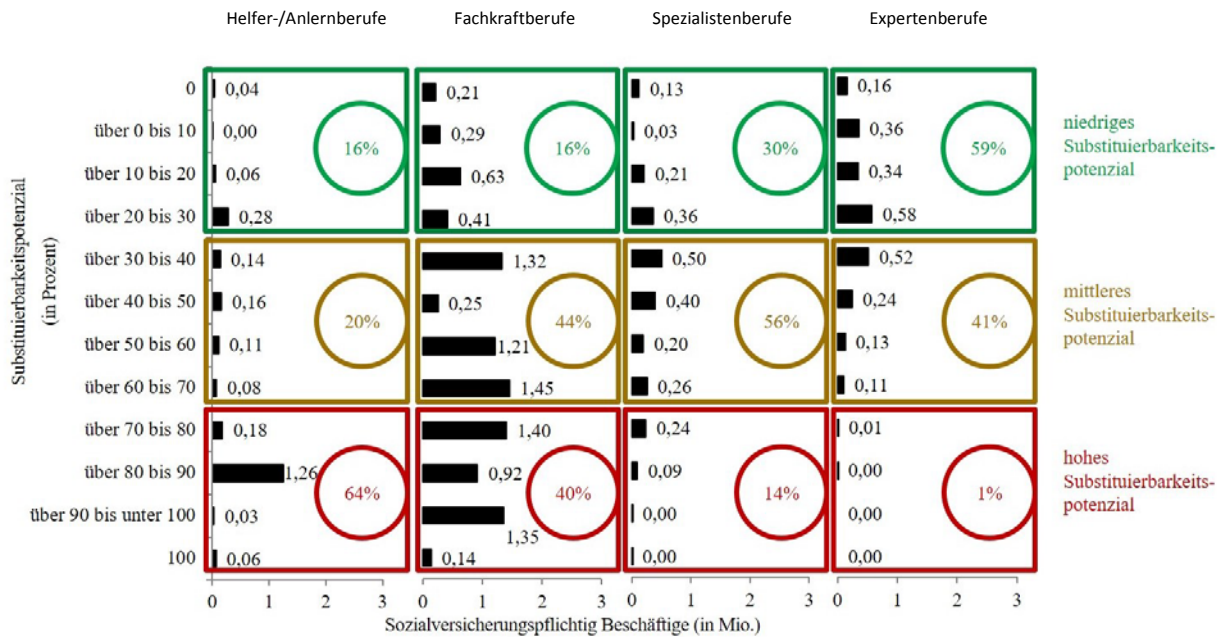 Helfer-/Anlernberufe Fachkraftberufe Spezialistenberufe Expertenberufe
Substituierbarkeitspotenzial
(in Prozent)
0 0,04 0,21 0,13 0,16
über 0 bis 10 0,00 0,29 0,03 0,36
16% 16% 30% 59%
über 10 bis 20 0,06 0,63 0,21 0,34
über 20 bis 30 0,28 0,41 0,36 0,58
niedriges
Substituierbarkeits-
potenzial
über 30 bis 40 0,14 1,32 0,50 0,52
über 40 bis 50 0,16 0,25 0,40 0,24
20% 44% 56% 41%
über 50 bis 60 0,11 1,21 0,20 0,13
über 60 bis 70 0,08 1,45 0,26 0,11
mittleres
Substituierbarkeits-
potenzial
über 70 bis 80 0,18 1,40 0,24 0,01
über 80 bis 90 1,26 0,92 0,09 0,00
64% 40% 14% 1%
über 90 bis unter 100 0,03 1,35 0,00 0,00
100 0,06 0,14 0,00 0,00
hohes
Substituierbarkeits-
potenzial
0 1 2 3 0 1 2 3 0 1 2 3 0 1 2 3
Sozialversicherungspflichtig Beschäftige (in Mio.)